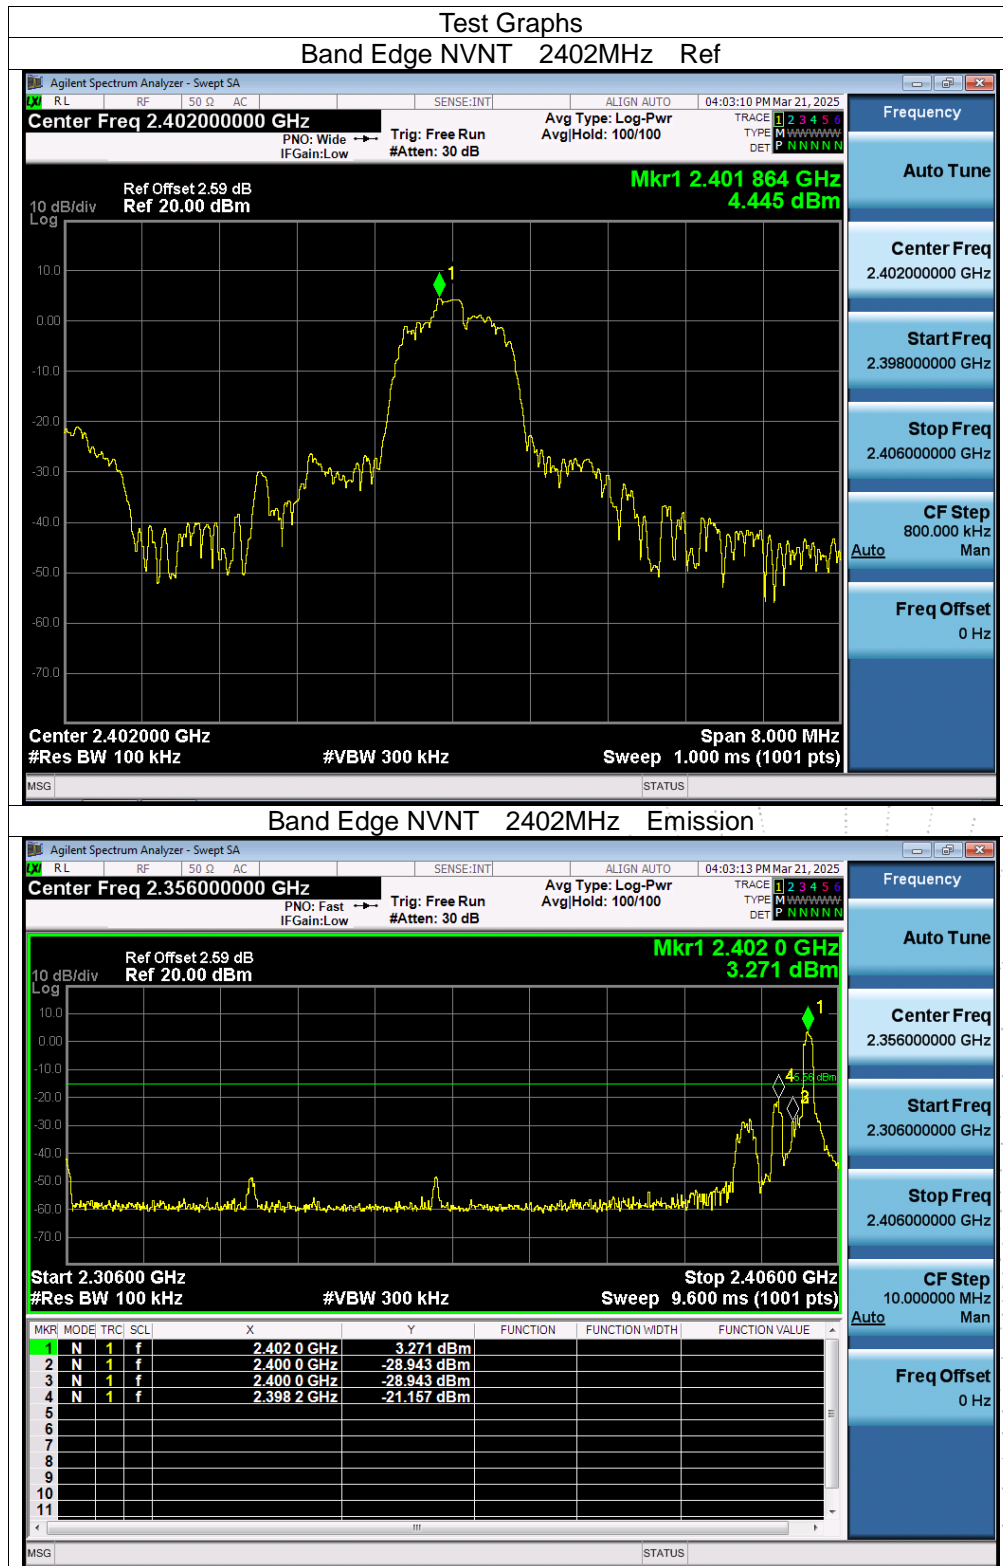 Test Graphs
Band Edge NVNT 2402MHz Ref
Agilent Spectrum Analyzer - Swept SA
LXI RL RF 50 Ω AC SENSE:INT ALIGN AUTO 04:03:10 PM Mar 21, 2025
Center Freq 2.402000000 GHz
PNO: Wide
IFGain:Low
Trig: Free Run
#Atten: 30 dB
Avg Type: Log-Pwr
Avg|Hold: 100/100
TRACE 1 2 3 4 5 6
TYPE M WWWWW
DET P N N N N N
Mkr1 2.401 864 GHz
4.445 dBm
Ref Offset 2.59 dB
10 dB/div Ref 20.00 dBm
Log
10.0
0.00
-10.0
-20.0
-30.0
-40.0
-50.0
-60.0
-70.0
1
Center 2.402000 GHz Span 8.000 MHz
#Res BW 100 kHz #VBW 300 kHz Sweep 1.000 ms (1001 pts)
MSG STATUS
Frequency
Auto Tune
Center Freq
2.402000000 GHz
Start Freq
2.398000000 GHz
Stop Freq
2.406000000 GHz
CF Step
800.000 kHz
Auto Man
Freq Offset
0 Hz
Band Edge NVNT 2402MHz Emission
Agilent Spectrum Analyzer - Swept SA
LXI RL RF 50 Ω AC SENSE:INT ALIGN AUTO 04:03:13 PM Mar 21, 2025
Center Freq 2.356000000 GHz
PNO: Fast
IFGain:Low
Trig: Free Run
#Atten: 30 dB
Avg Type: Log-Pwr
Avg|Hold: 100/100
TRACE 1 2 3 4 5 6
TYPE M WWWWW
DET P N N N N N
Mkr1 2.402 0 GHz
3.271 dBm
Ref Offset 2.59 dB
10 dB/div Ref 20.00 dBm
Log
10.0
0.00
-10.0
-20.0
-30.0
-40.0
-50.0
-60.0
-70.0
1
4
dBm
Start 2.30600 GHz Stop 2.40600 GHz
#Res BW 100 kHz #VBW 300 kHz Sweep 9.600 ms (1001 pts)
MKR MODE TRC SCL X Y FUNCTION FUNCTION WIDTH FUNCTION VALUE
1 N 1 f 2.402 0 GHz 3.271 dBm
2 N 1 f 2.400 0 GHz -28.943 dBm
3 N 1 f 2.400 0 GHz -28.943 dBm
4 N 1 f 2.398 2 GHz -21.157 dBm
5
6
7
8
9
10
11
MSG STATUS
Frequency
Auto Tune
Center Freq
2.356000000 GHz
Start Freq
2.306000000 GHz
Stop Freq
2.406000000 GHz
CF Step
10.000000 MHz
Auto Man
Freq Offset
0 Hz